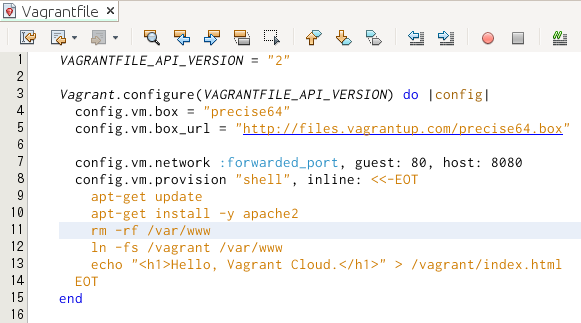 Vagrantfile
1 VAGRANTFILE_API_VERSION = "2"
2
3 Vagrant.configure(VAGRANTFILE_API_VERSION) do |config|
4   config.vm.box = "precise64"
5   config.vm.box_url = "http://files.vagrantup.com/precise64.box"
6
7   config.vm.network :forwarded_port, guest: 80, host: 8080
8   config.vm.provision "shell", inline: <<-EOT
9     apt-get update
10     apt-get install -y apache2
11     rm -rf /var/www
12     ln -fs /vagrant /var/www
13     echo "<h1>Hello, Vagrant Cloud.</h1>" > /vagrant/index.html
14   EOT
15 end
16